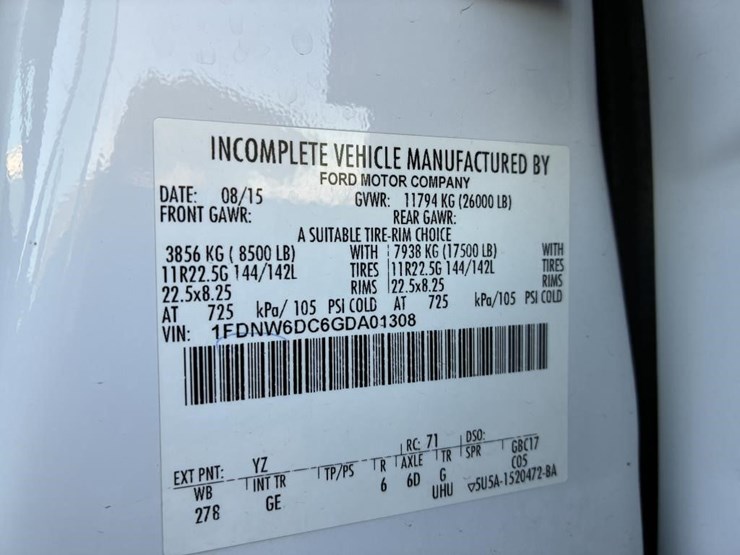 INCOMPLETE VEHICLE MANUFACTURED BY
FORD MOTOR COMPANY
DATE: 08/15 GVWR: 11794 KG (26000 LB)
FRONT GAWR: REAR GAWR:
A SUITABLE TIRE-RIM CHOICE
3856 KG ( 8500 LB) WITH 7938 KG (17500 LB) WITH
11R22.5G 144/142L TIRES 11R22.5G 144/142L TIRES
22.5x8.25 RIMS 22.5x8.25 RIMS
AT 725 kPa/ 105 PSI COLD AT 725 kPa/105 PSI COLD
VIN: 1FDNW6DC6GDA01308
EXT PNT: YZ RC: 71 DSO:
WB INT TR TP/PS R AXLE TR SPR GBC17
278 GE 6 6D G C05
UHU ▽5U5A-1520472-BA